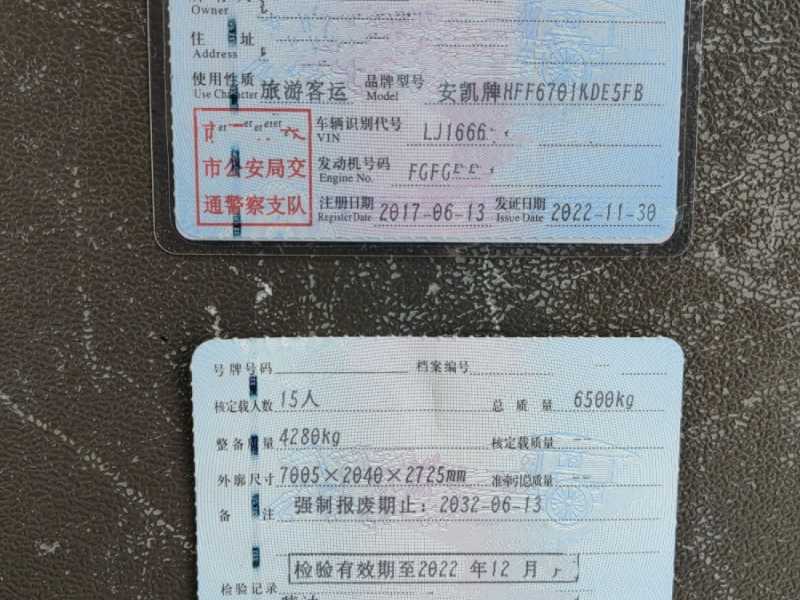 Owner
住 址
Address
使用性质 旅游客运 品牌型号 安凯牌HFF6701KDE5FB
Use Character Model
车辆识别代号 LJ1666
VIN
市公安局交
发动机号码 FGFG
Engine No.
通警察支队
注册日期 2017-06-13 发证日期 2022-11-30
Register Date Issue Date
号牌号码 档案编号
核定载人数 15人 总质量 6500kg
整备质量 4280kg 核定载质量 --
外廓尺寸 7005×2040×2725mm 准牵引总质量 --
备 注 强制报废期止：2032-06-13
检验有效期至2022 年12 月
检验记录